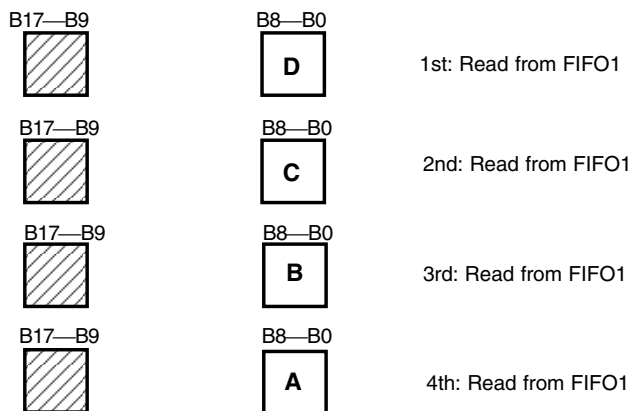 B17—B9 B8—B0
D 1st: Read from FIFO1
B17—B9 B8—B0
C 2nd: Read from FIFO1
B17—B9 B8—B0
B 3rd: Read from FIFO1
B17—B9 B8—B0
A 4th: Read from FIFO1